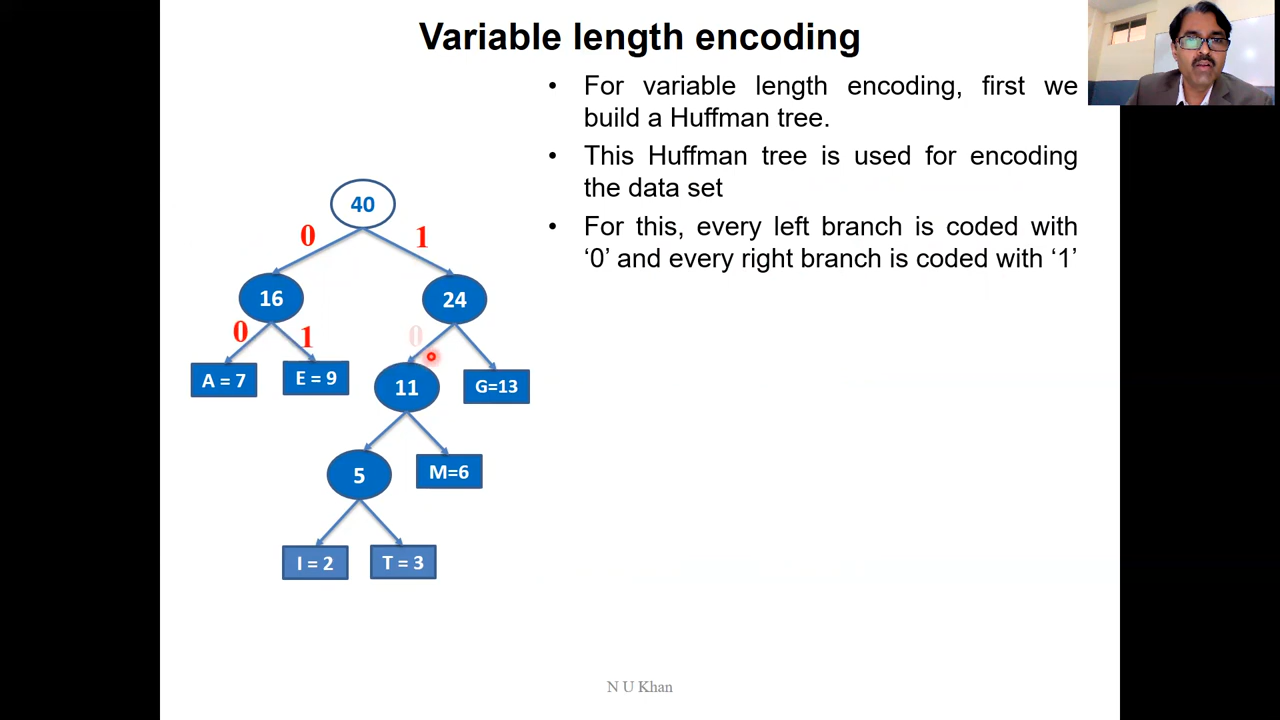 Variable length encoding
• For variable length encoding, first we
build a Huffman tree.
• This Huffman tree is used for encoding
the data set
• For this, every left branch is coded with
‘0’ and every right branch is coded with ‘1’
40
0 1
16 24
0 1 0
A = 7 E = 9 11 G=13
5 M=6
I = 2 T = 3
N U Khan